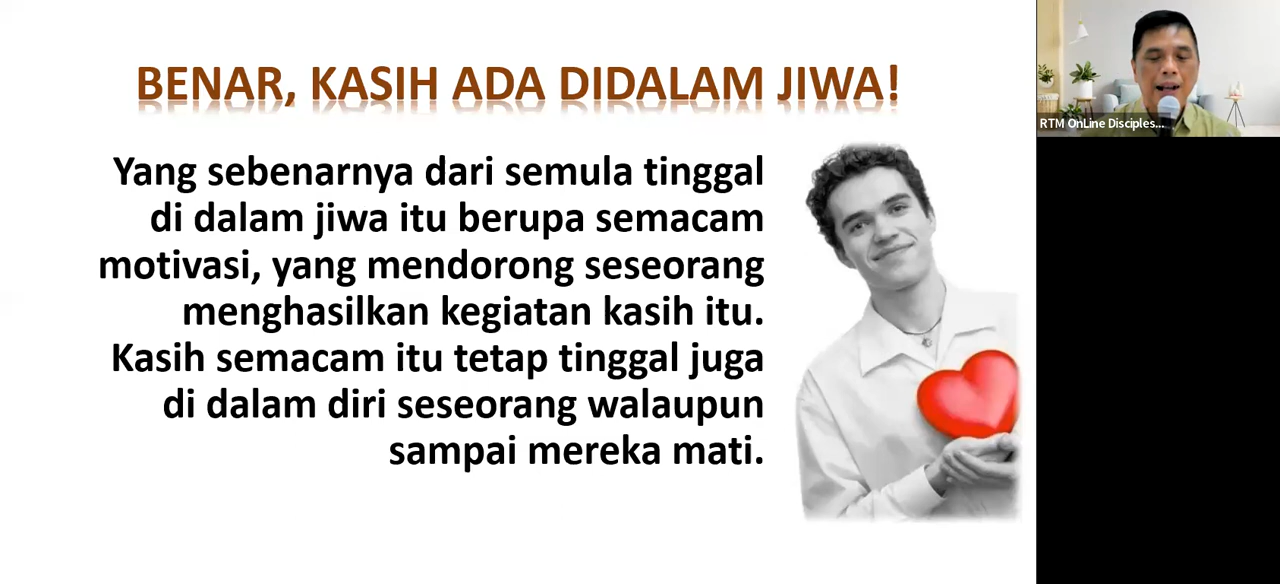 BENAR, KASIH ADA DIDALAM JIWA!
Yang sebenarnya dari semula tinggal
di dalam jiwa itu berupa semacam
motivasi, yang mendorong seseorang
menghasilkan kegiatan kasih itu.
Kasih semacam itu tetap tinggal juga
di dalam diri seseorang walaupun
sampai mereka mati.
RTM OnLine Disciples...